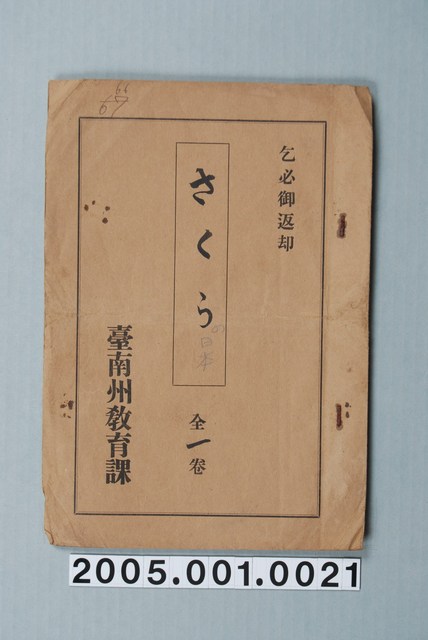 乞必御返却
さくら
の日本
全一卷
臺南州教育課
2005.001.0021